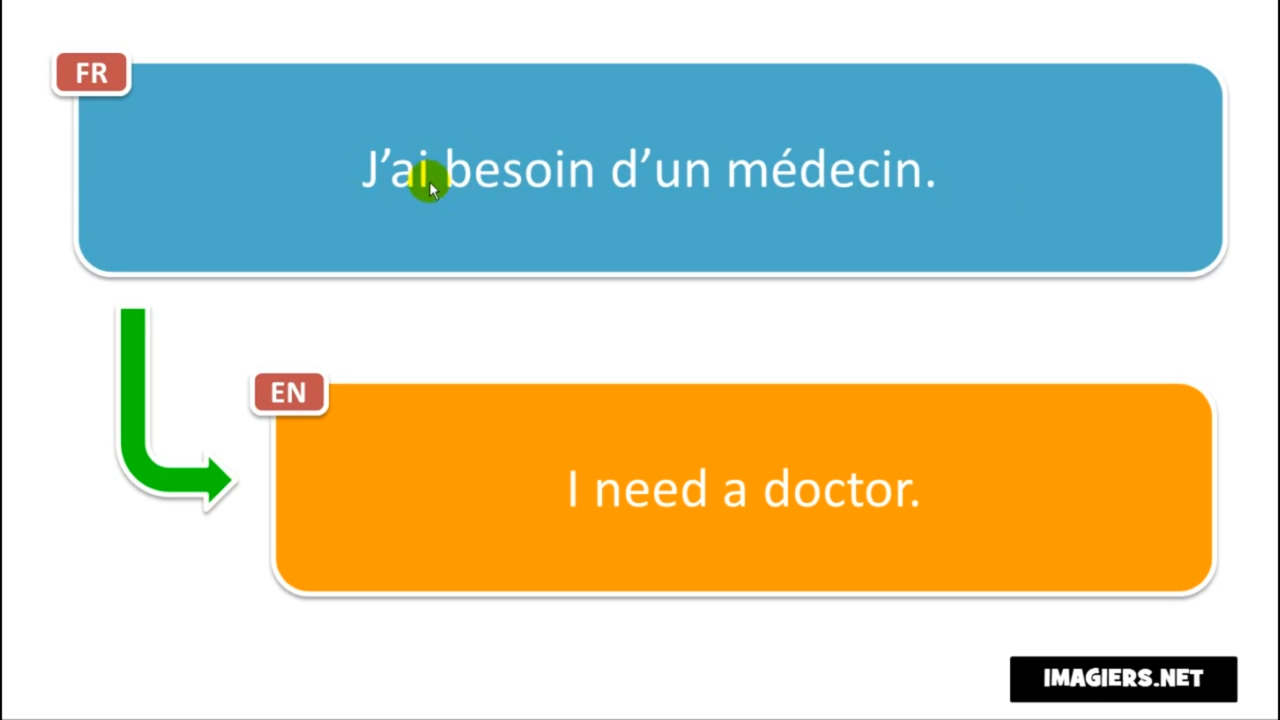 FR
J’ai besoin d’un médecin.
EN
I need a doctor.
IMAGIERS.NET